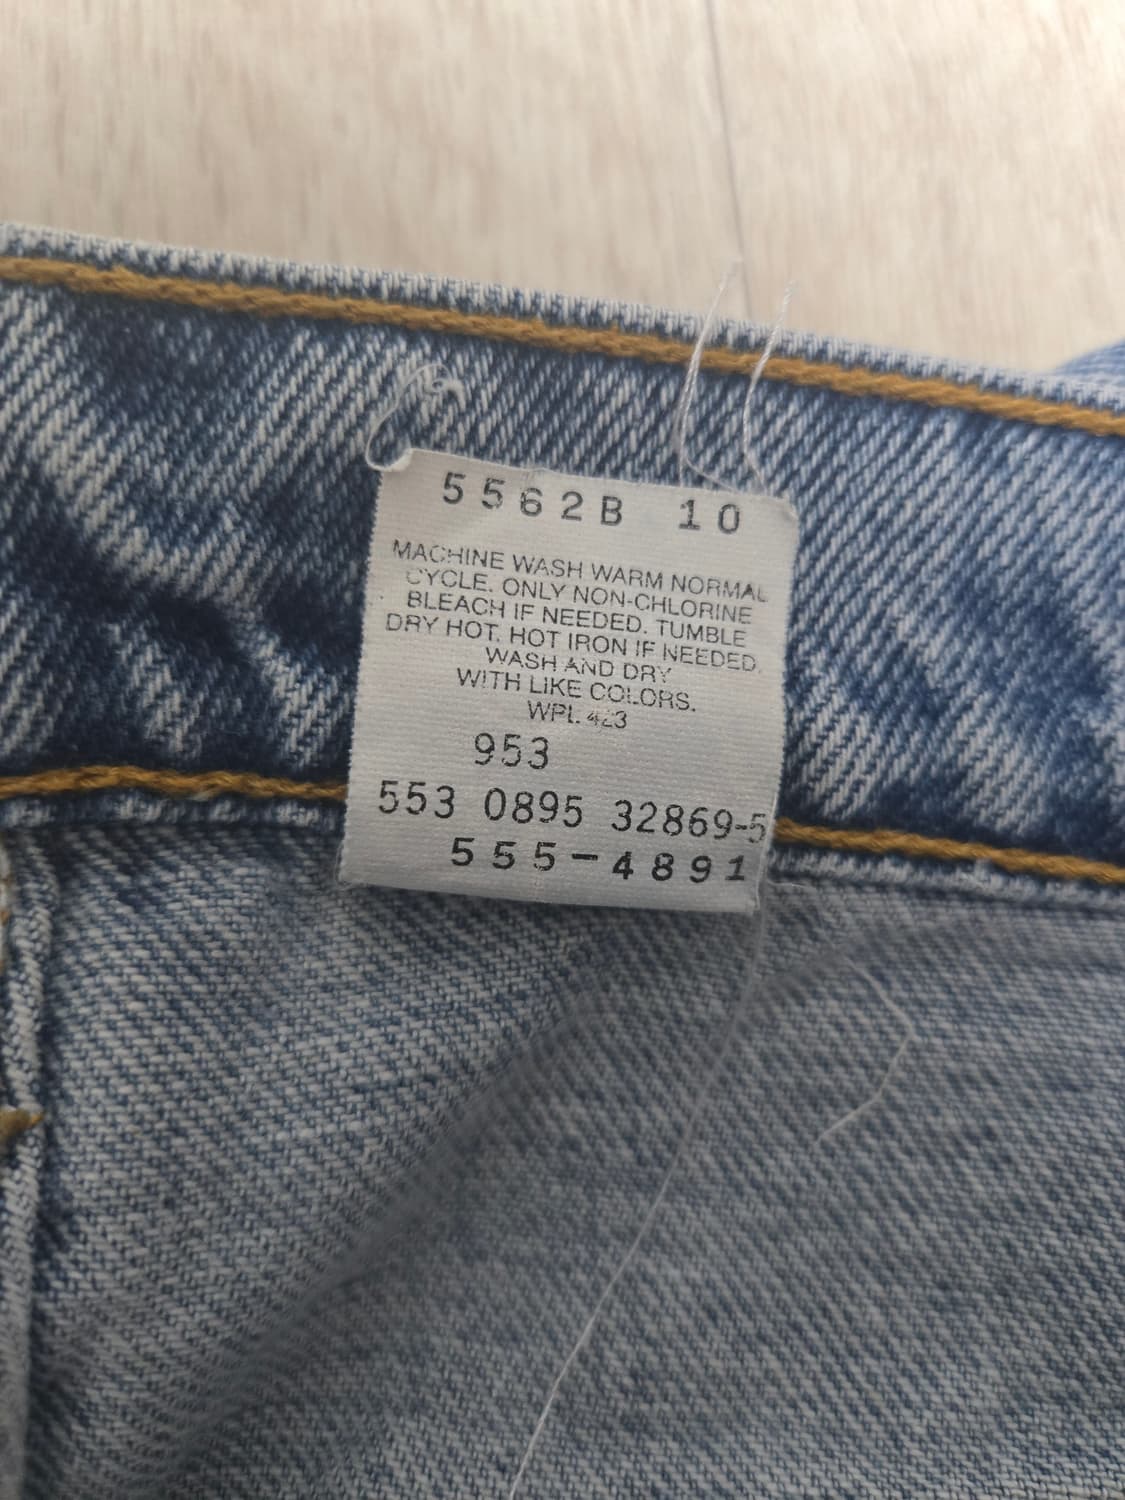 5562B 10
MACHINE WASH WARM NORMAL
CYCLE. ONLY NON-CHLORINE
BLEACH IF NEEDED. TUMBLE
DRY HOT. HOT IRON IF NEEDED.
WASH AND DRY
WITH LIKE COLORS.
WPL 423
953
553 0895 32869-5
555-4891